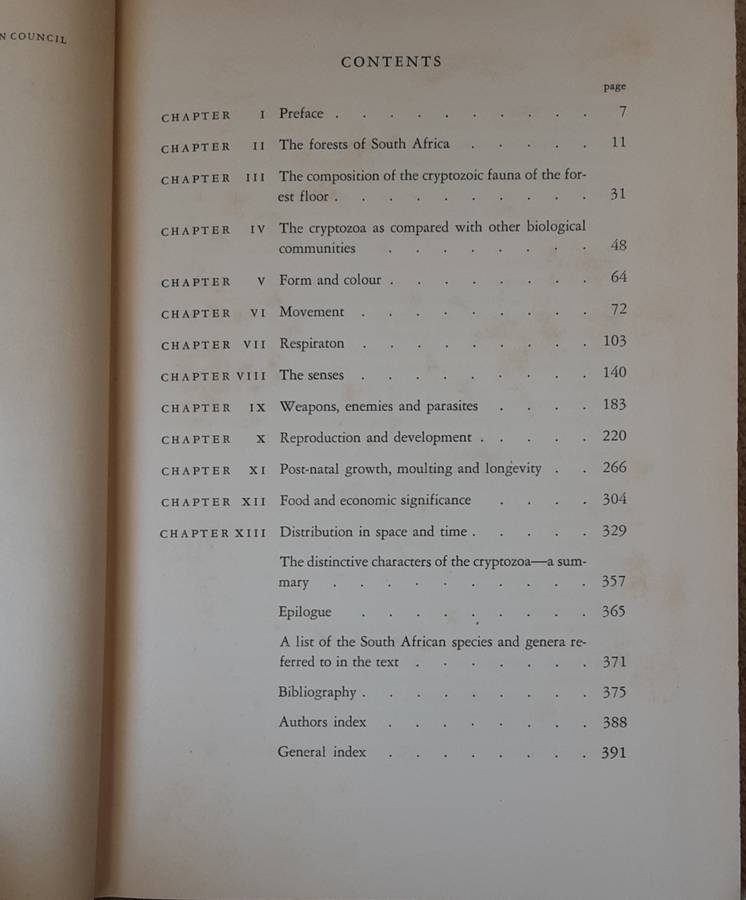 N COUNCIL
CONTENTS
page
CHAPTER I Preface . . . . . . . . . . 7
CHAPTER II The forests of South Africa . . . . . 11
CHAPTER III The composition of the cryptozoic fauna of the for-
est floor . . . . . . . . . . 31
CHAPTER IV The cryptozoa as compared with other biological
communities . . . . . . . . 48
CHAPTER V Form and colour . . . . . . . . 64
CHAPTER VI Movement . . . . . . . . . 72
CHAPTER VII Respiraton . . . . . . . . . 103
CHAPTER VIII The senses . . . . . . . . . 140
CHAPTER IX Weapons, enemies and parasites . . . . 183
CHAPTER X Reproduction and development . . . . . 220
CHAPTER XI Post-natal growth, moulting and longevity . . 266
CHAPTER XII Food and economic significance . . . . 304
CHAPTER XIII Distribution in space and time . . . . . 329
The distinctive characters of the cryptozoa—a sum-
mary . . . . . . . . . . 357
Epilogue . . . . . . . . . 365
A list of the South African species and genera re-
ferred to in the text . . . . . . . 371
Bibliography . . . . . . . . . 375
Authors index . . . . . . . . 388
General index . . . . . . . . 391